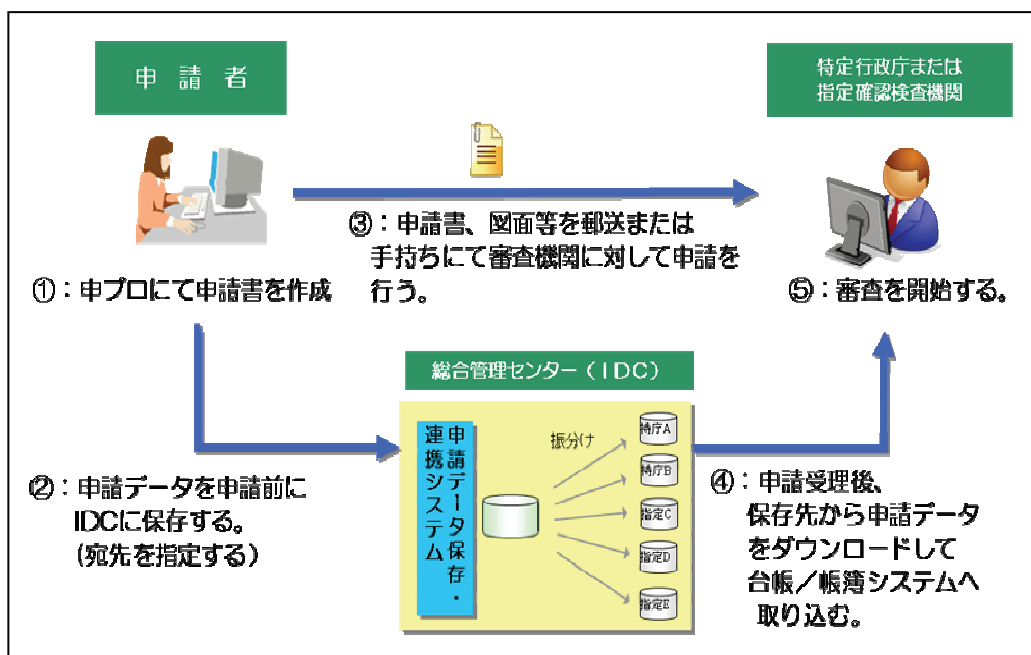 申請者
特定行政庁または
指定確認検査機関
③：申請書、図面等を郵送または
手持ちにて審査機関に対して申請を
行う。
①：申プロにて申請書を作成
⑤：審査を開始する。
総合管理センター（ＩＤＣ）
申請データ保存・
連携システム
振分け
特庁A
特庁B
指定C
指定D
指定E
②：申請データを申請前に
IDCに保存する。
（宛先を指定する）
④：申請受理後、
保存先から申請データ
をダウンロードして
台帳／帳簿システムへ
取り込む。